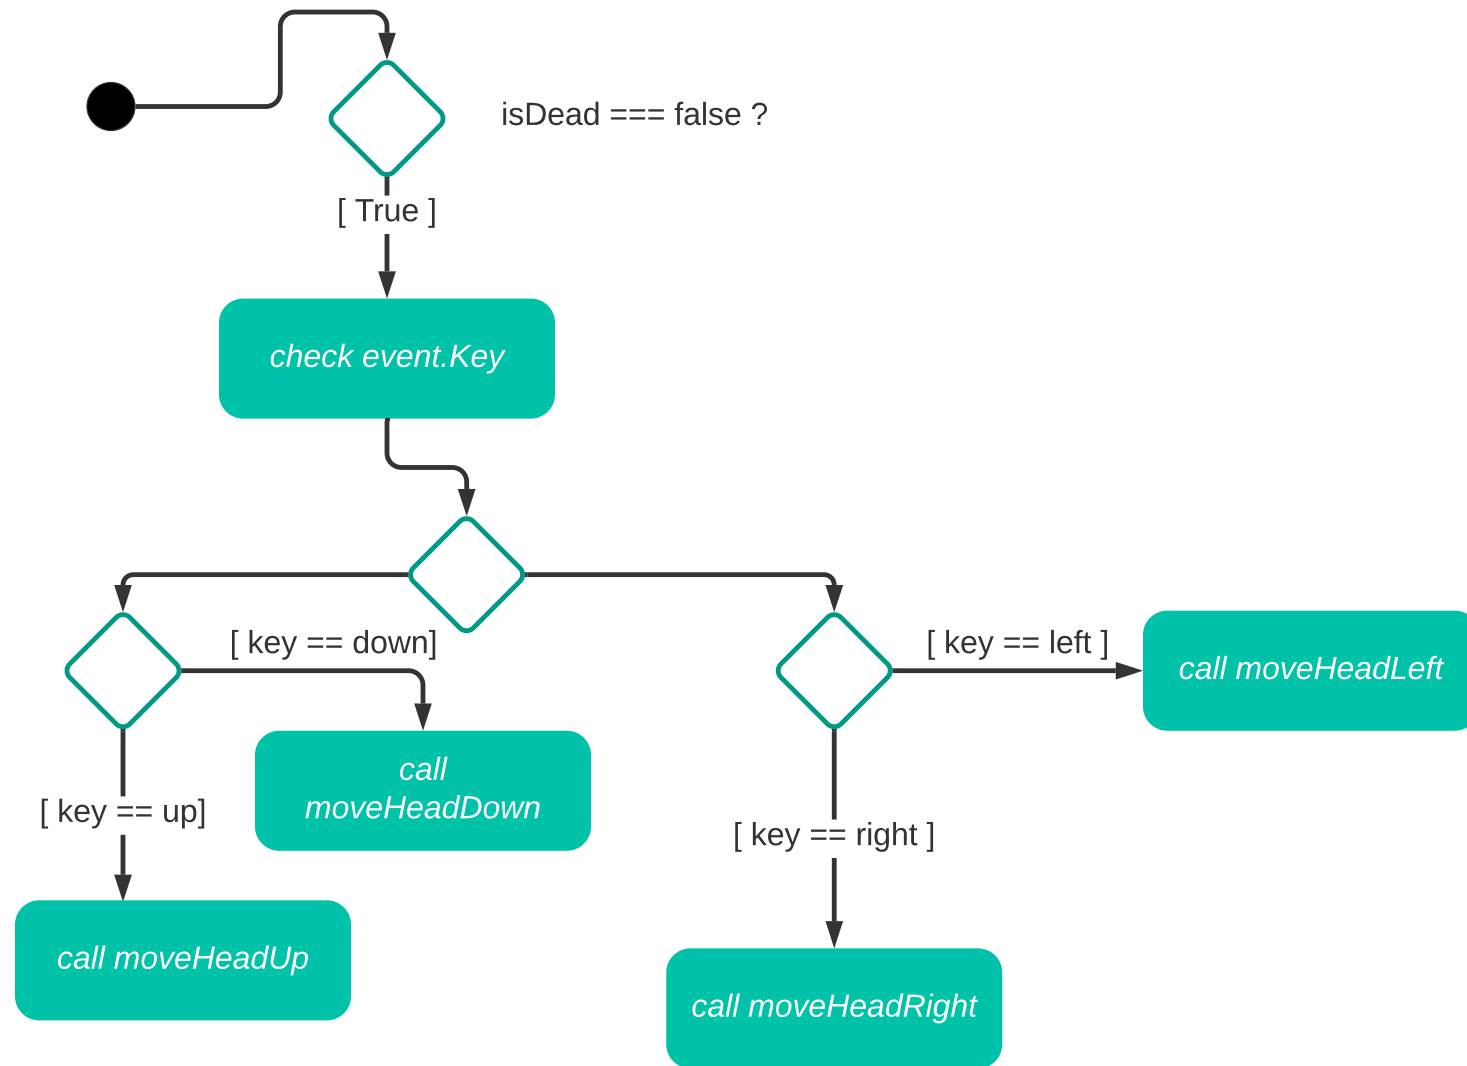 isDead === false ?
[ True ]
check event.Key
[ key == down]
[ key == left ]
call moveHeadLeft
call
moveHeadDown
[ key == up]
[ key == right ]
call moveHeadUp
call moveHeadRight